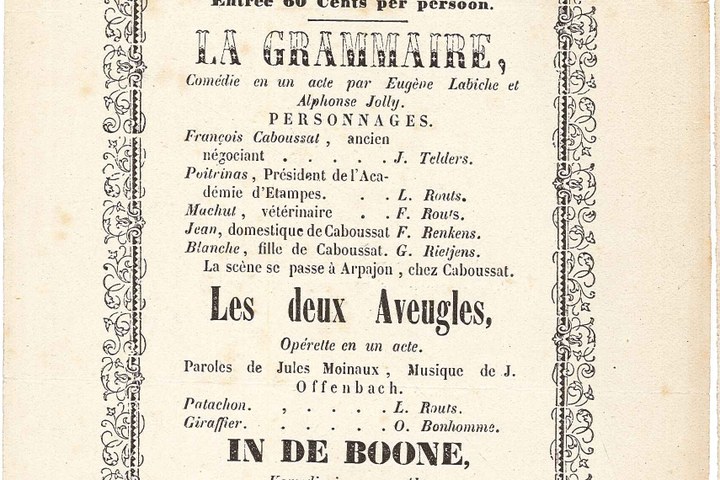 Entrée 60 Cents per persoon.
LA GRAMMAIRE,
Comédie en un acte par Eugène Labiche et
Alphonse Jolly.
PERSONNAGES.
François Caboussat, ancien
négociant . . . . . J. Telders.
Poitrinas, Président de l'Aca-
démie d'Etampes. . . L. Routs.
Machut, vétérinaire . . F. Routs.
Jean, domestique de Caboussat F. Renkens.
Blanche, fille de Caboussat. G. Rietjens.
La scène se passe à Arpajon, chez Caboussat.
Les deux Aveugles,
Opérette en un acte.
Paroles de Jules Moinaux, Musique de J.
Offenbach.
Patachon. , . . . . L. Routs.
Giraffier. . . . . . O. Bonhomme.
IN DE BOONE,